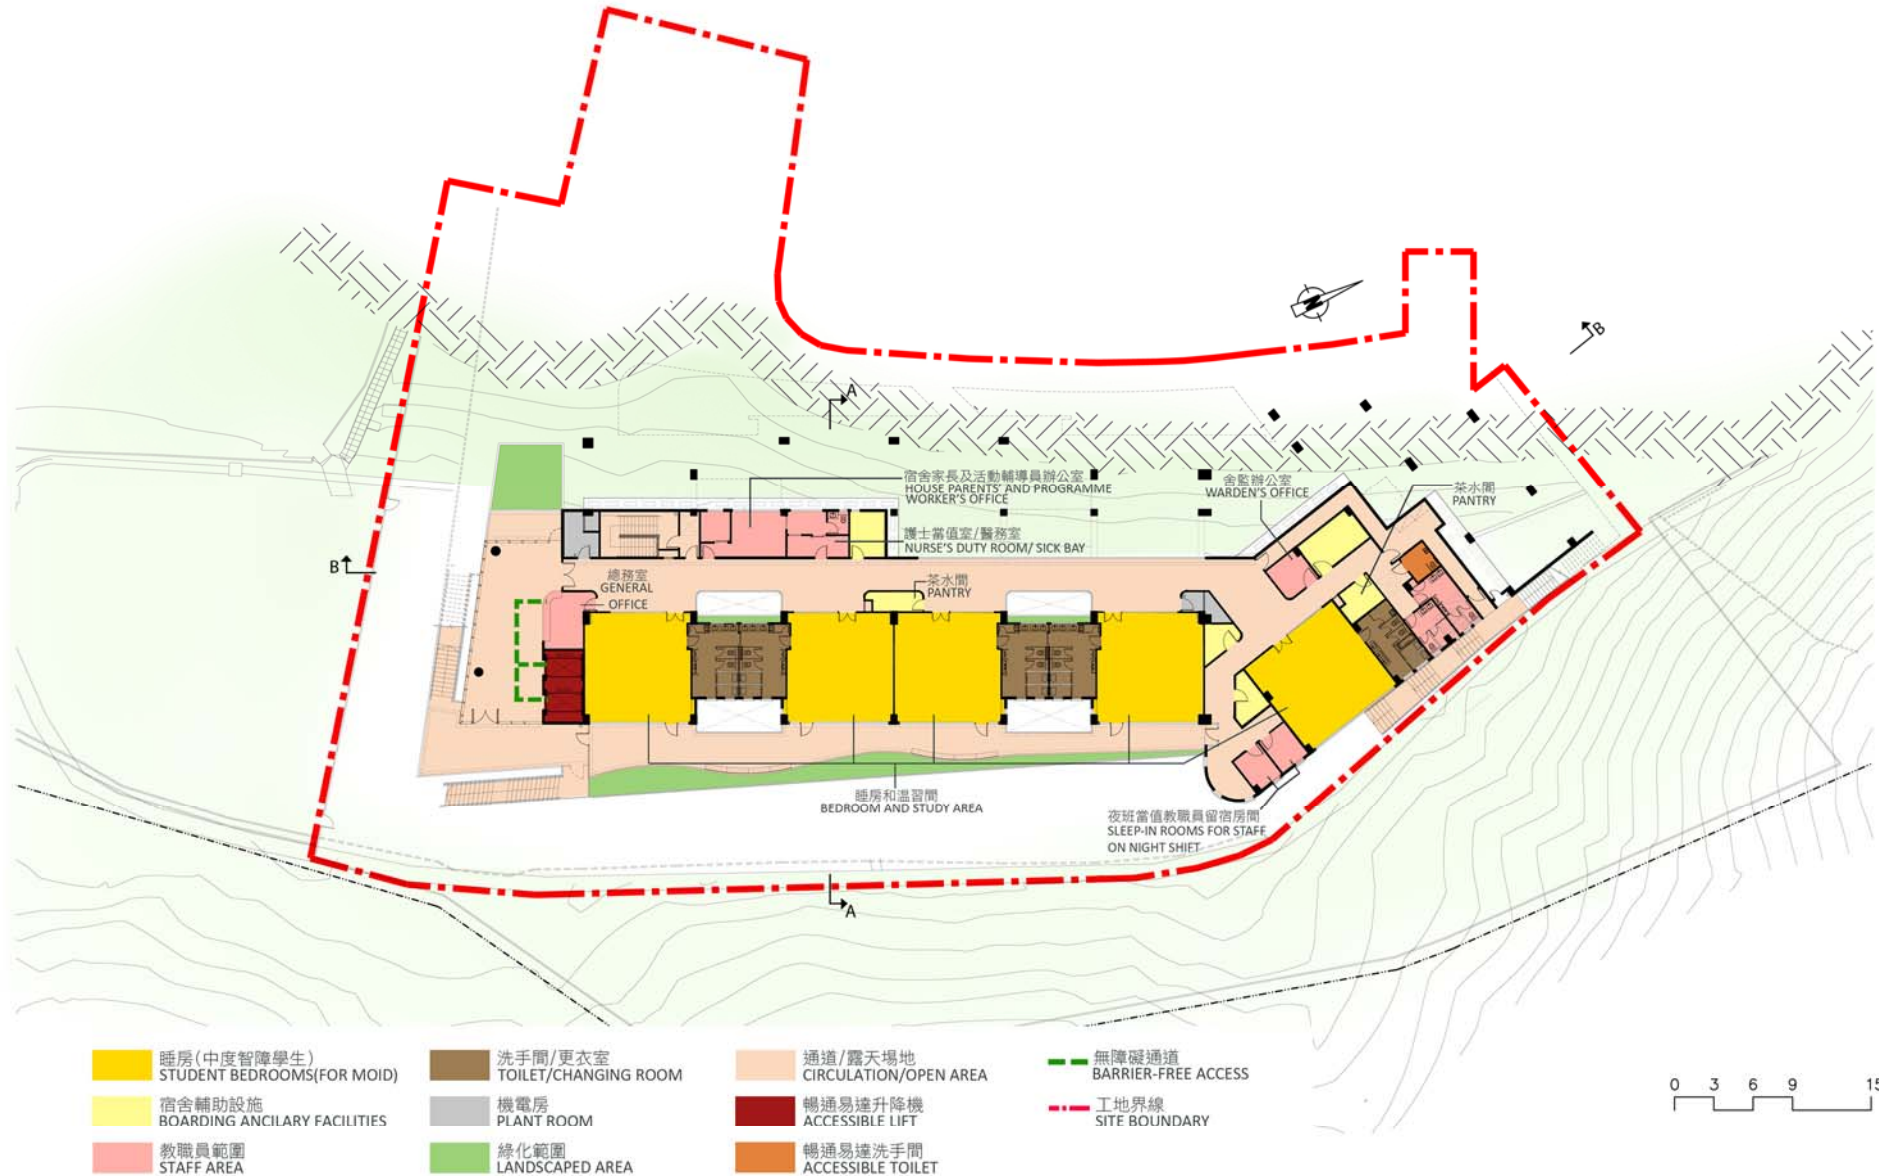 N
B
A
宿舍家長及活動輔導員辦公室
HOUSE PARENTS' AND PROGRAMME
WORKER'S OFFICE
舍監辦公室
WARDEN'S OFFICE
茶水間
PANTRY
護士當值室/醫務室
NURSE'S DUTY ROOM/ SICK BAY
B
總務室
GENERAL
OFFICE
茶水間
PANTRY
睡房和溫習間
BEDROOM AND STUDY AREA
夜班當值教職員留宿房間
SLEEP-IN ROOMS FOR STAFF
ON NIGHT SHIFT
A
睡房(中度智障學生)
STUDENT BEDROOMS(FOR MOID)
宿舍輔助設施
BOARDING ANCILARY FACILITIES
教職員範圍
STAFF AREA
洗手間/更衣室
TOILET/CHANGING ROOM
機電房
PLANT ROOM
綠化範圍
LANDSCAPED AREA
通道/露天場地
CIRCULATION/OPEN AREA
暢通易達升降機
ACCESSIBLE LIFT
暢通易達洗手間
ACCESSIBLE TOILET
無障礙通道
BARRIER-FREE ACCESS
工地界線
SITE BOUNDARY
0 3 6 9 15